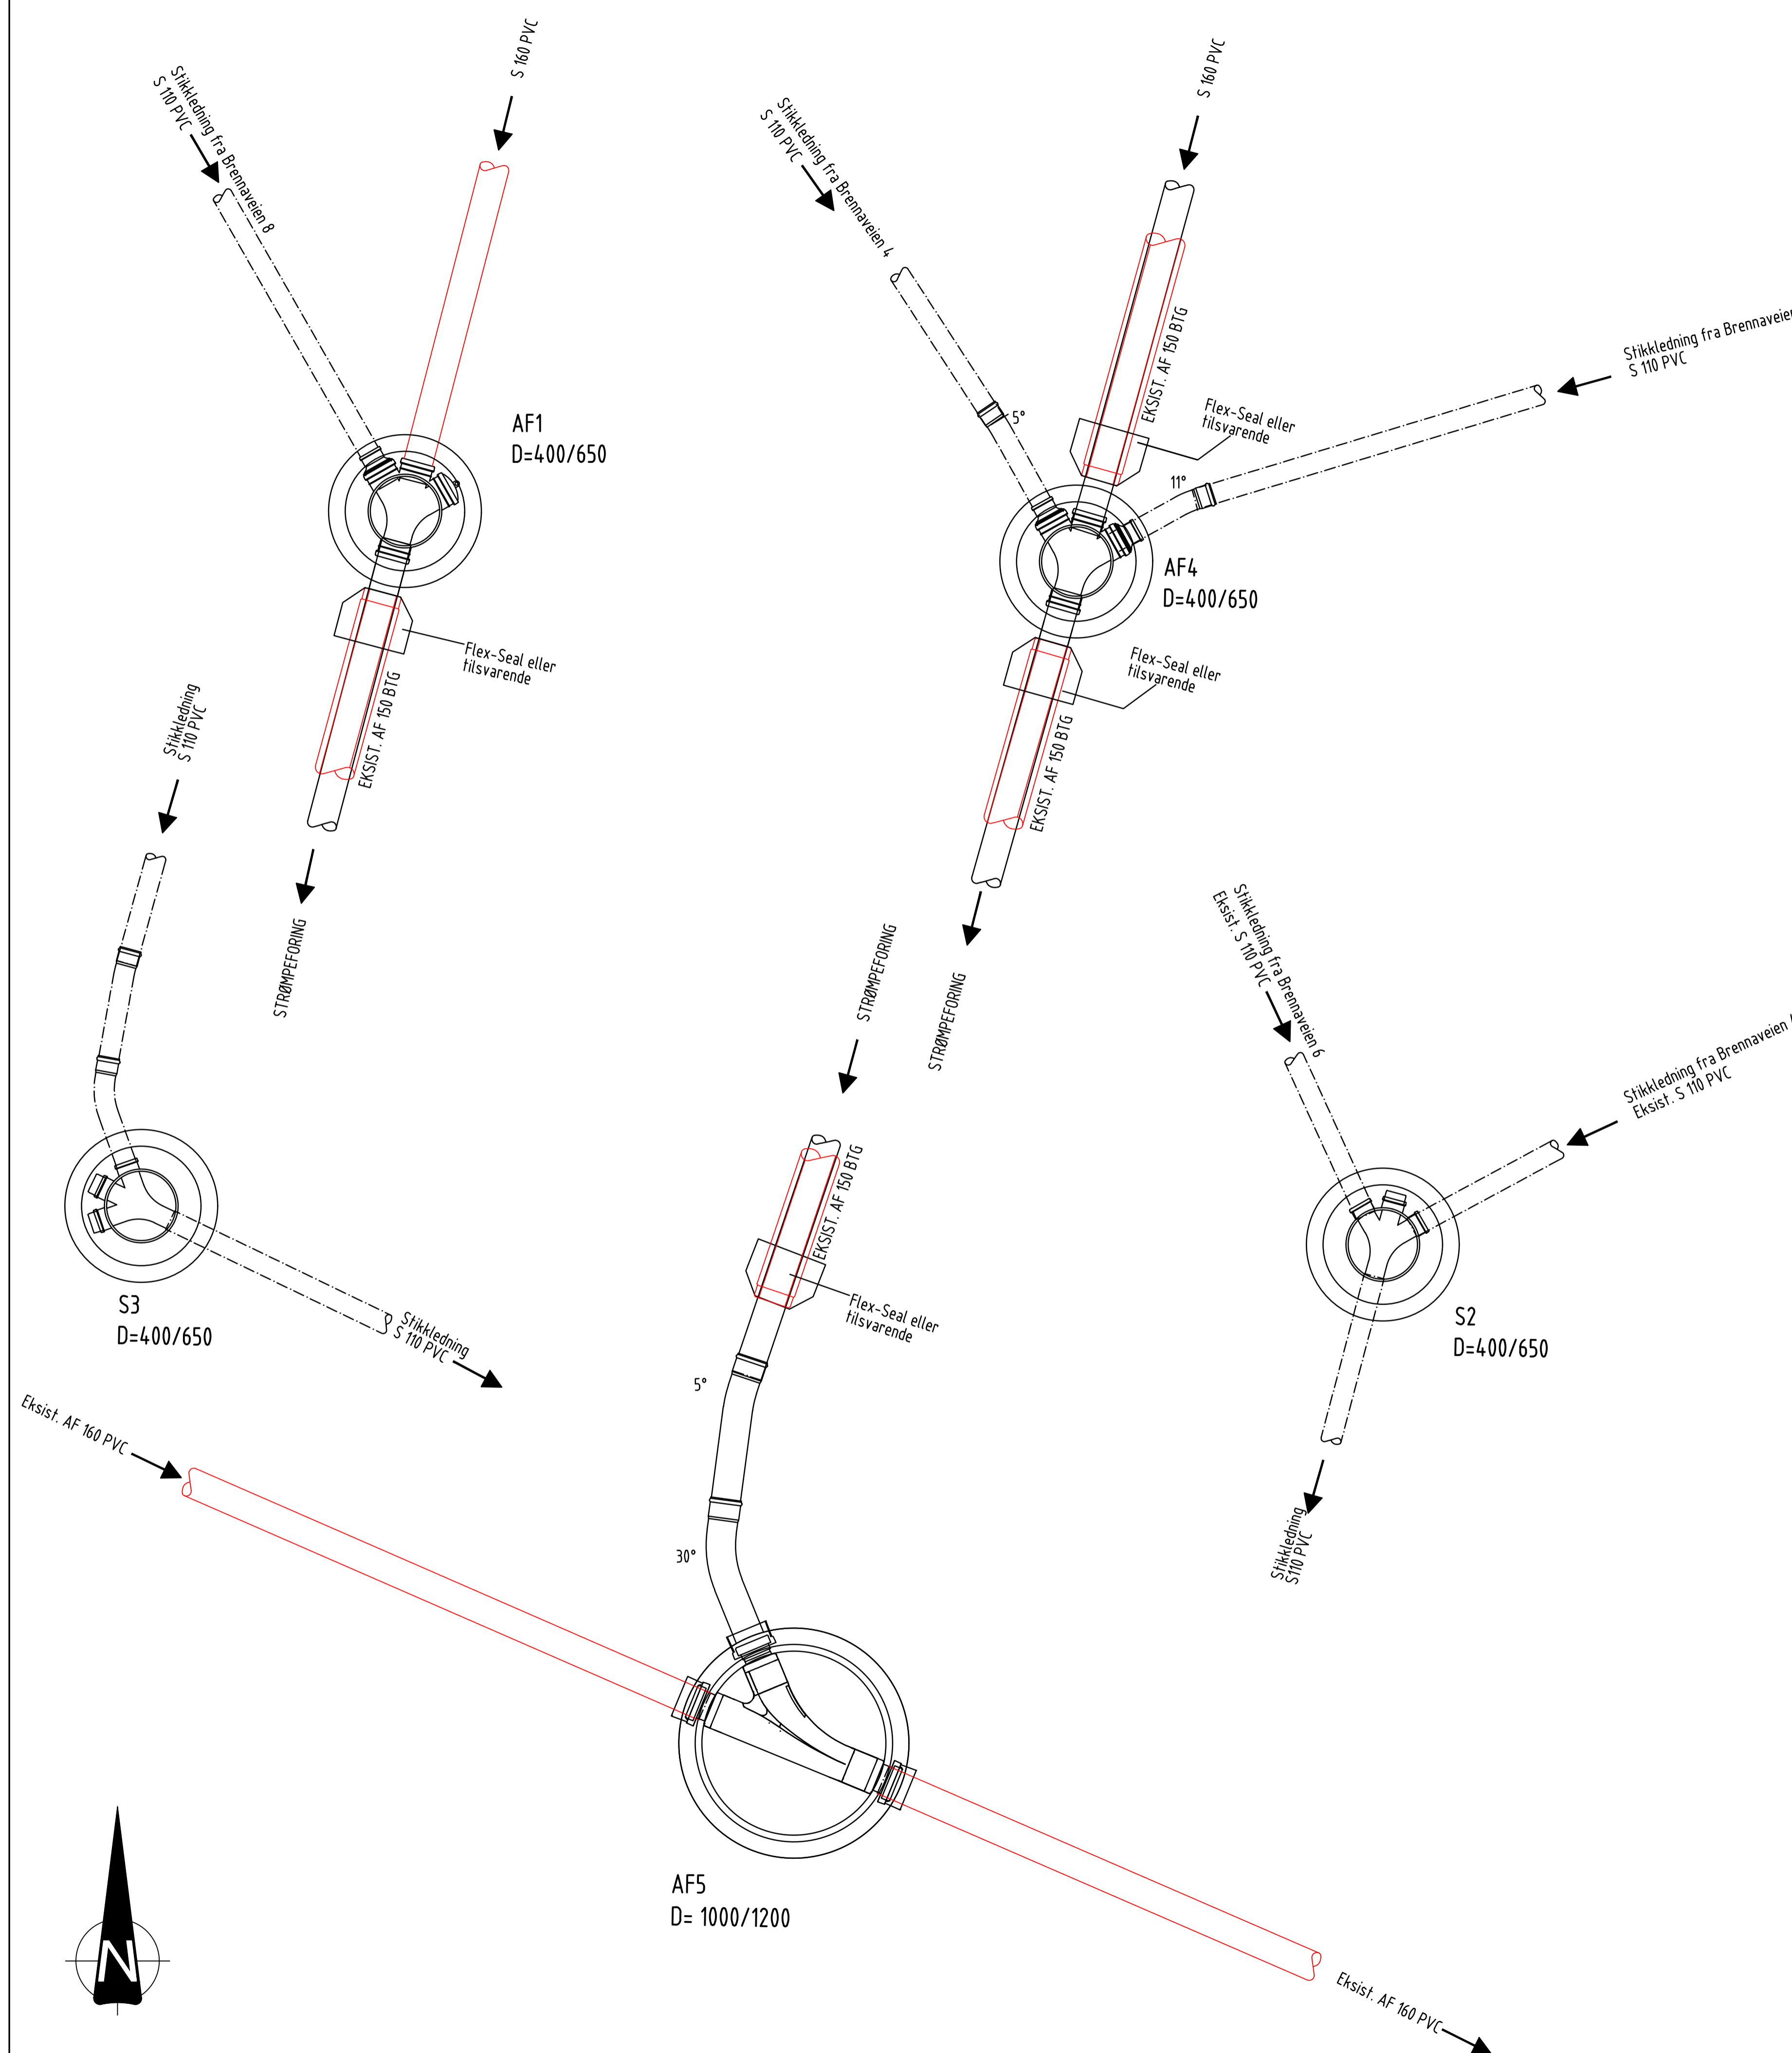 Stikkledning fra Brennaveien 8
S 110 PVC
S 160 PVC
AF1
D=400/650
Flex-Seal eller
tilsvarende
EKSIST. AF 150 BTG
STRØMPEFORING
Stikkledning fra Brennaveien 4
S 110 PVC
5°
S 160 PVC
EKSIST. AF 150 BTG
Flex-Seal eller
tilsvarende
Stikkledning fra Brennaveien
S 110 PVC
11°
AF4
D=400/650
Flex-Seal eller
tilsvarende
EKSIST. AF 150 BTG
STRØMPEFORING
Stikkledning
S 110 PVC
S3
D=400/650
Stikkledning
S 110 PVC
Stikkledning fra Brennaveien 6
Eksist. S 110 PVC
Stikkledning fra Brennaveien
Eksist. S 110 PVC
S2
D=400/650
Stikkledning
S110 PVC
STRØMPEFORING
EKSIST. AF 150 BTG
Flex-Seal eller
tilsvarende
5°
30°
Eksist. AF 160 PVC
AF5
D= 1000/1200
Eksist. AF 160 PVC
N